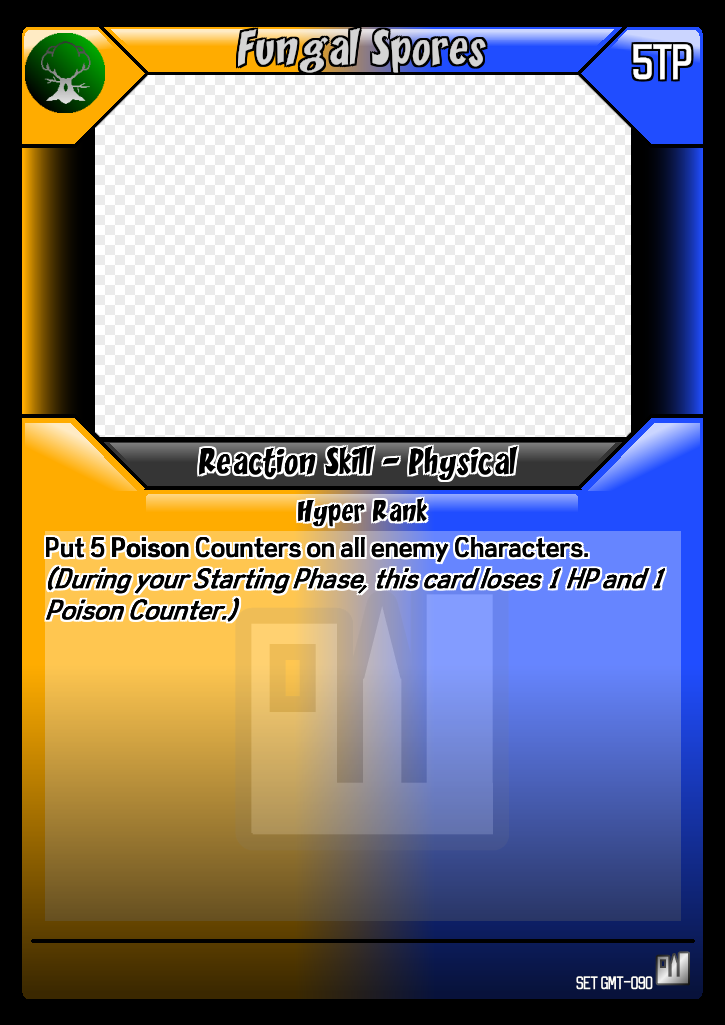 Fungal Spores
5TP
Reaction Skill - Physical
Hyper Rank
Put 5 Poison Counters on all enemy Characters.
(During your Starting Phase, this card loses 1 HP and 1
Poison Counter.)
SET GMT-090